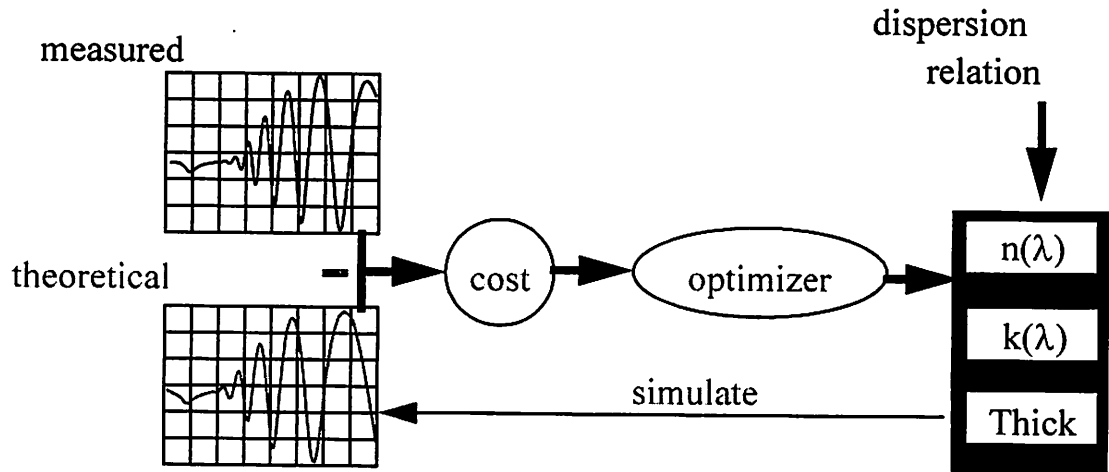 measured
dispersion
relation
theoretical
cost
optimizer
n(λ)
k(λ)
simulate
Thick